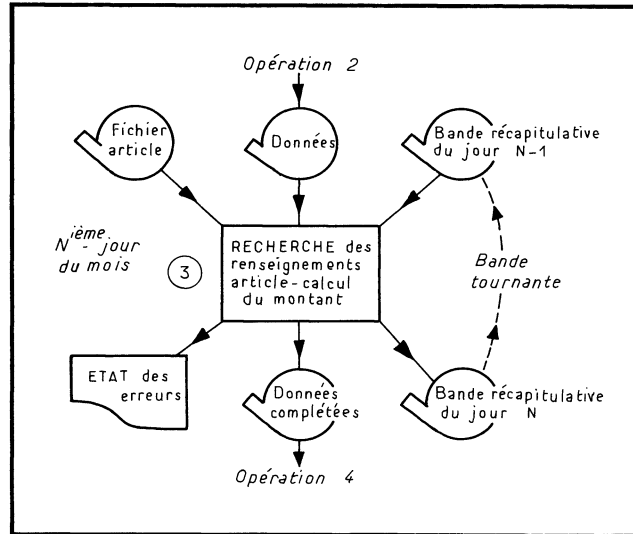 Opération 2
Fichier
article
Données
Bande récapitulative
du jour N-1
N ième - jour
du mois
3
RECHERCHE des
renseignements
article-calcul
du montant
Bande
tournante
ETAT des
erreurs
Données
complétées
Bande récapitulative
du jour N
Opération 4